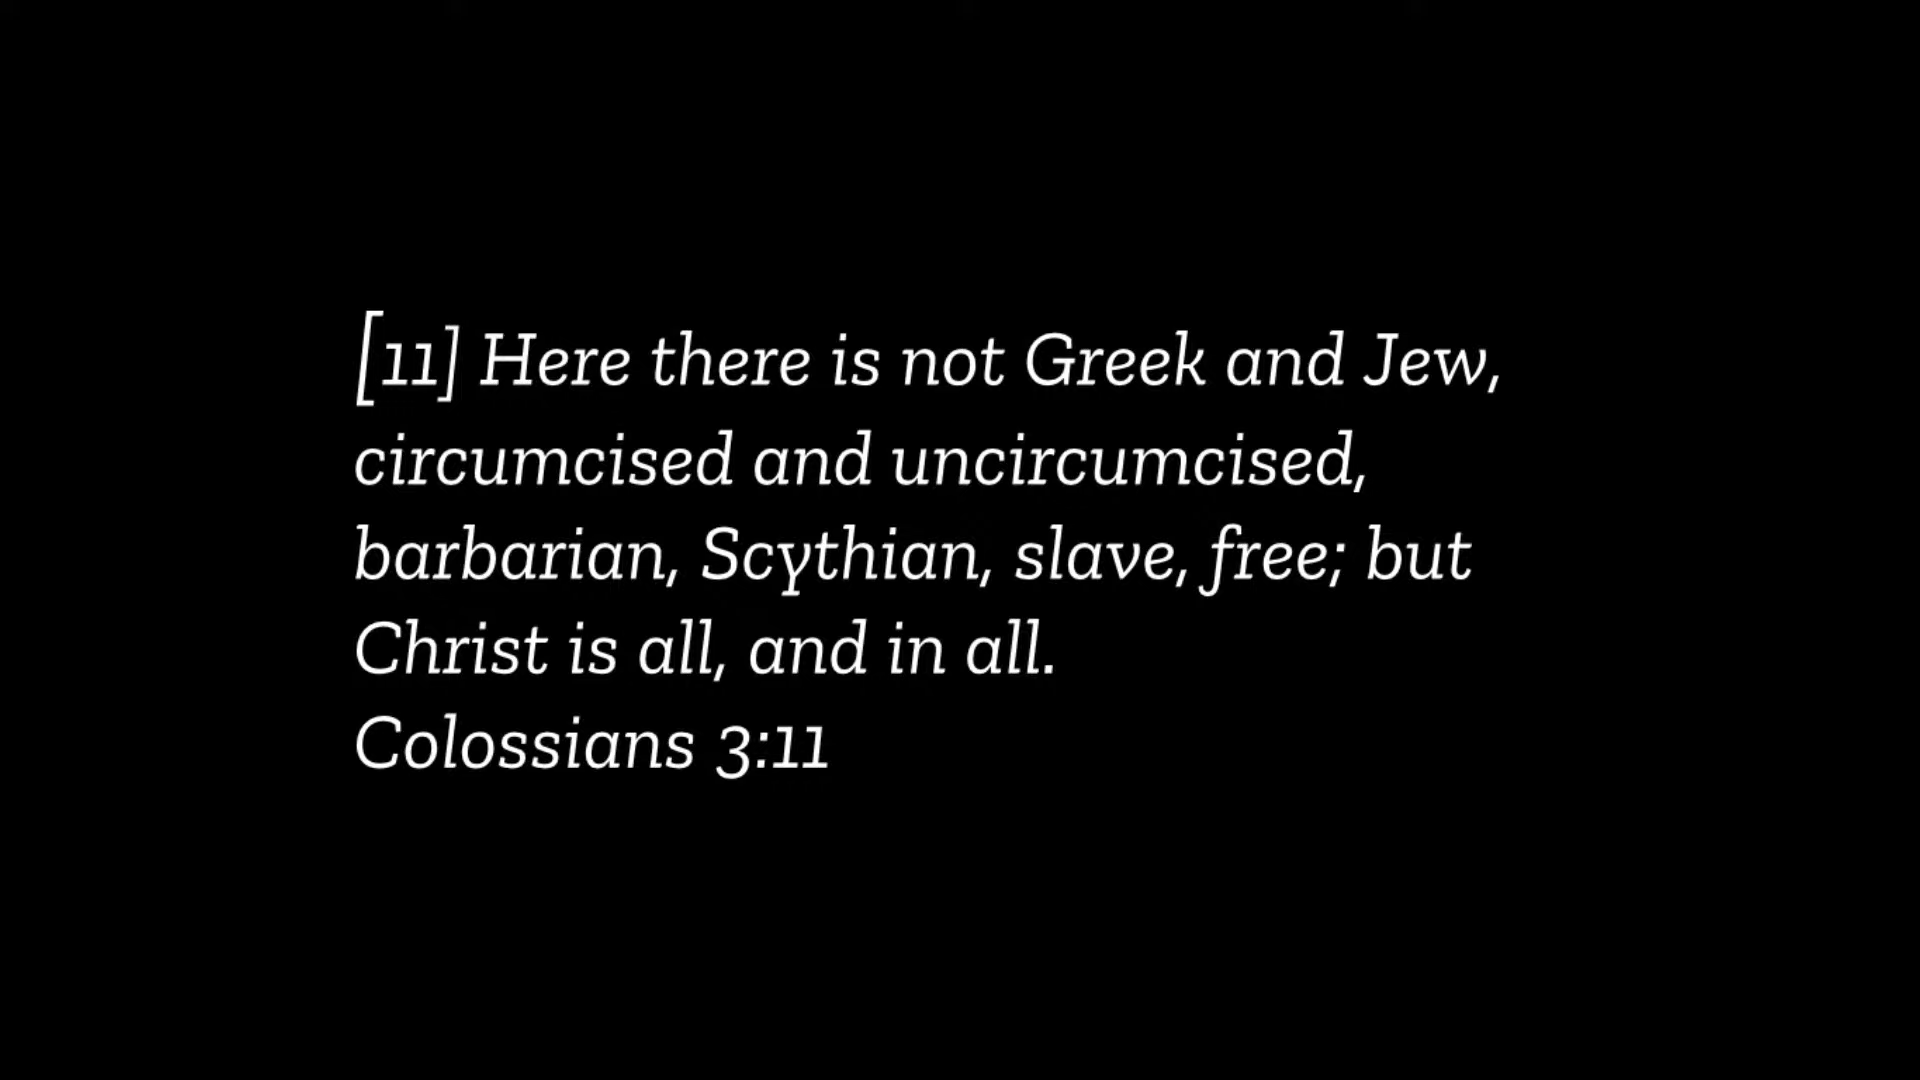 [11] Here there is not Greek and Jew,
circumcised and uncircumcised,
barbarian, Scythian, slave, free; but
Christ is all, and in all.
Colossians 3:11